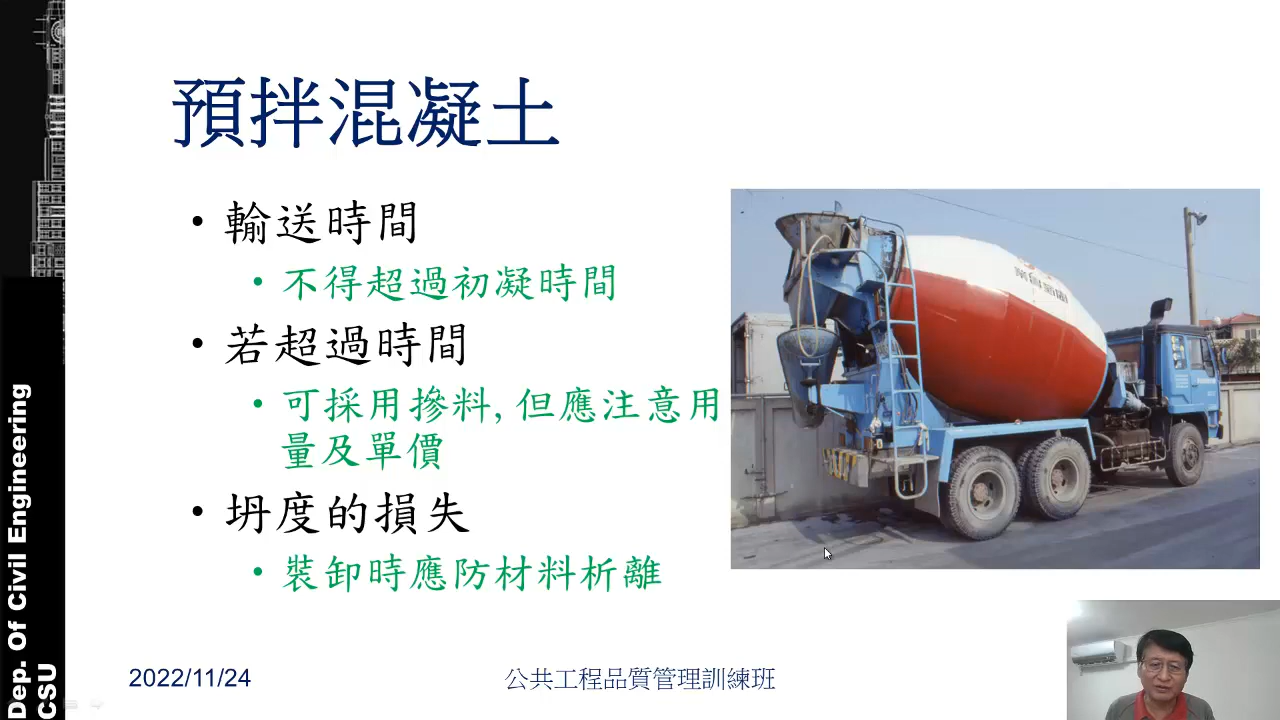 預拌混凝土
• 輸送時間
• 不得超過初凝時間
• 若超過時間
• 可採用摻料, 但應注意用
量及單價
• 坍度的損失
• 裝卸時應防材料析離
2022/11/24
公共工程品質管理訓練班
Dep. Of Civil Engineering
CSU